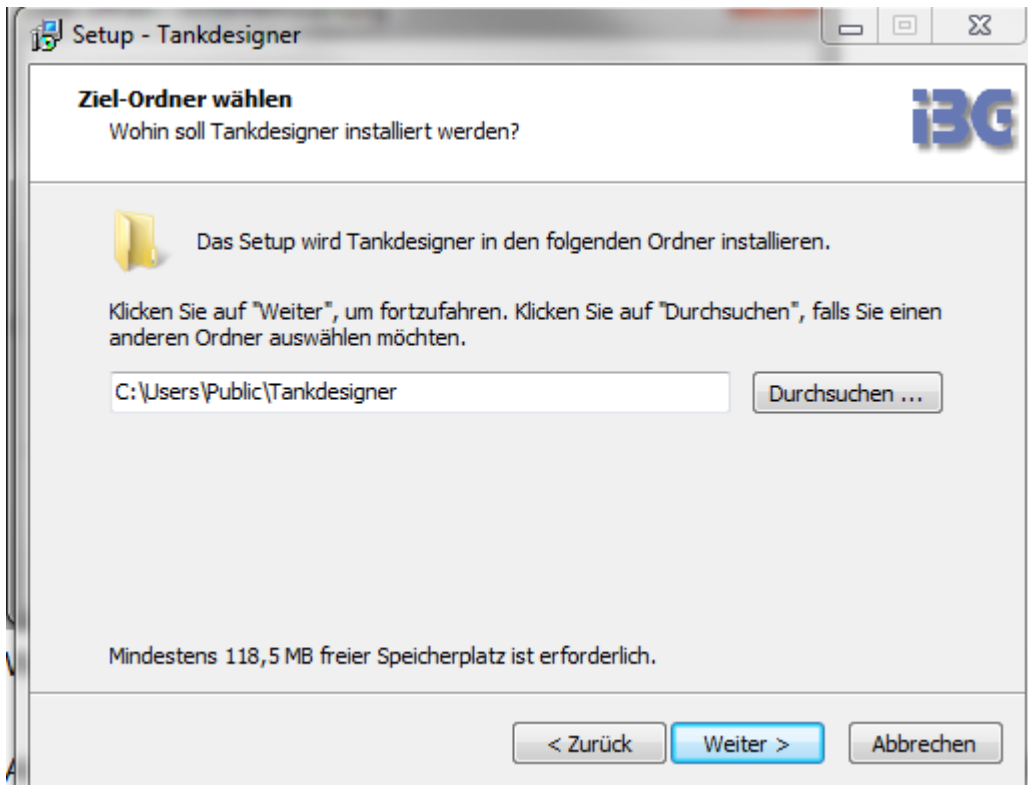 Setup - Tankdesigner
Ziel-Ordner wählen
Wohin soll Tankdesigner installiert werden?
iBG
Das Setup wird Tankdesigner in den folgenden Ordner installieren.
Klicken Sie auf "Weiter", um fortzufahren. Klicken Sie auf "Durchsuchen", falls Sie einen
anderen Ordner auswählen möchten.
C:\Users\Public\Tankdesigner
Durchsuchen ...
Mindestens 118,5 MB freier Speicherplatz ist erforderlich.
< Zurück
Weiter >
Abbrechen